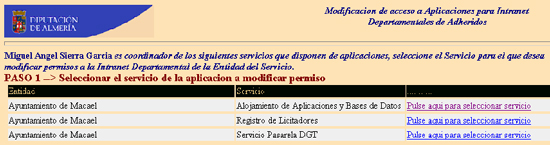 DIPUTACIÓN
DE ALMERÍA
Modificacion de acceso a Aplicaciones para Intranet
Departamentales de Adheridos
Miguel Angel Sierra Garcia es coordinador de los siguientes servicios que disponen de aplicaciones, seleccione el Servicio para el que desea
modificar permisos a la Intranet Departamental de la Entidad del Servicio.
PASO 1 --> Seleccionar el servicio de la aplicacion a modificar permiso
Entidad Servicio .... ... ...
Ayuntamiento de Macael Alojamiento de Aplicaciones y Bases de Datos Pulse aqui para seleccionar servicio
Ayuntamiento de Macael Registro de Licitadores Pulse aqui para seleccionar servicio
Ayuntamiento de Macael Servicio Pasarela DGT Pulse aqui para seleccionar servicio